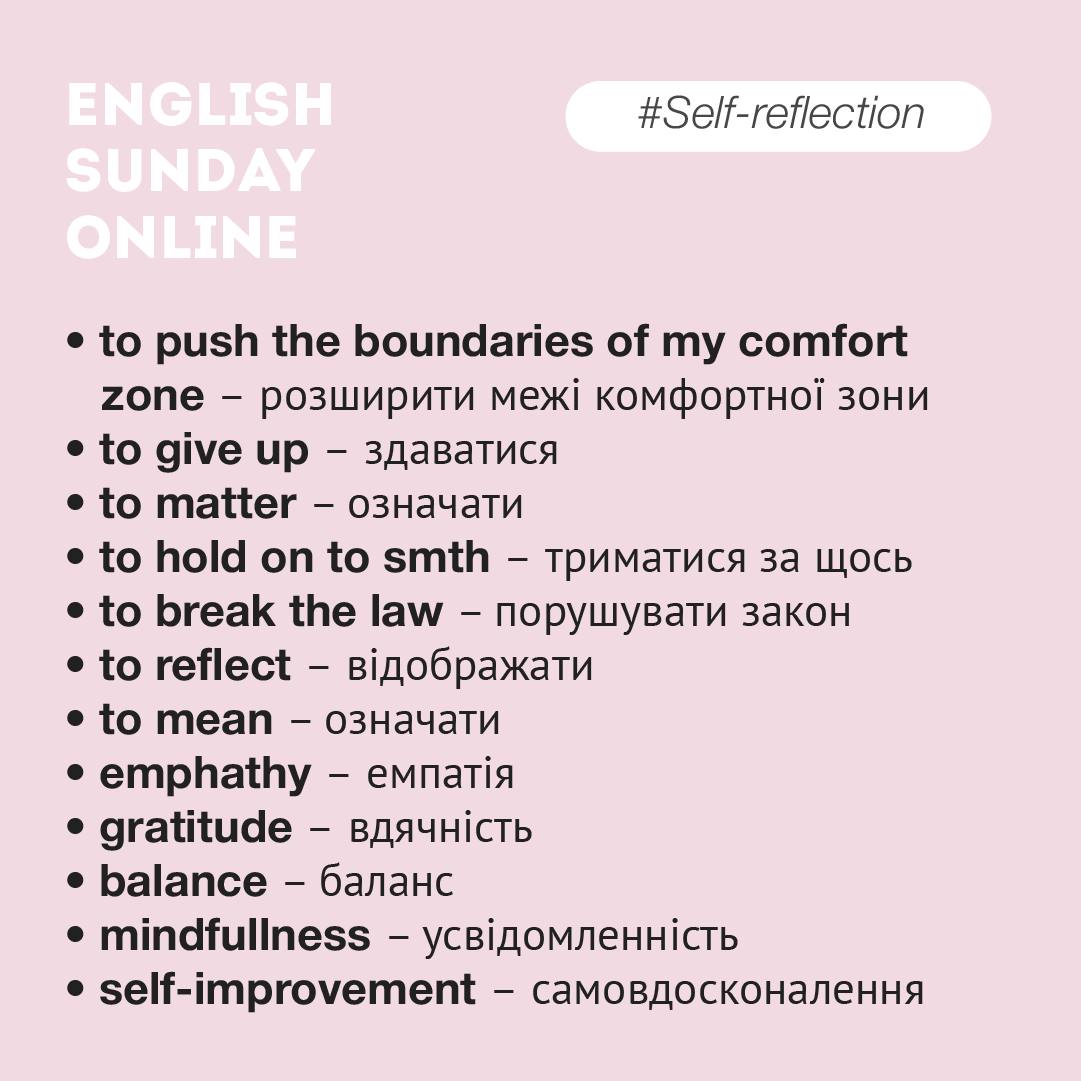 ENGLISH
SUNDAY
ONLINE
#Self-reflection
• to push the boundaries of my comfort
zone – розширити межі комфортної зони
• to give up – здаватися
• to matter – означати
• to hold on to smth – триматися за щось
• to break the law – порушувати закон
• to reflect – відображати
• to mean – означати
• emphathy – емпатія
• gratitude – вдячність
• balance – баланс
• mindfullness – усвідомленність
• self-improvement – самовдосконалення